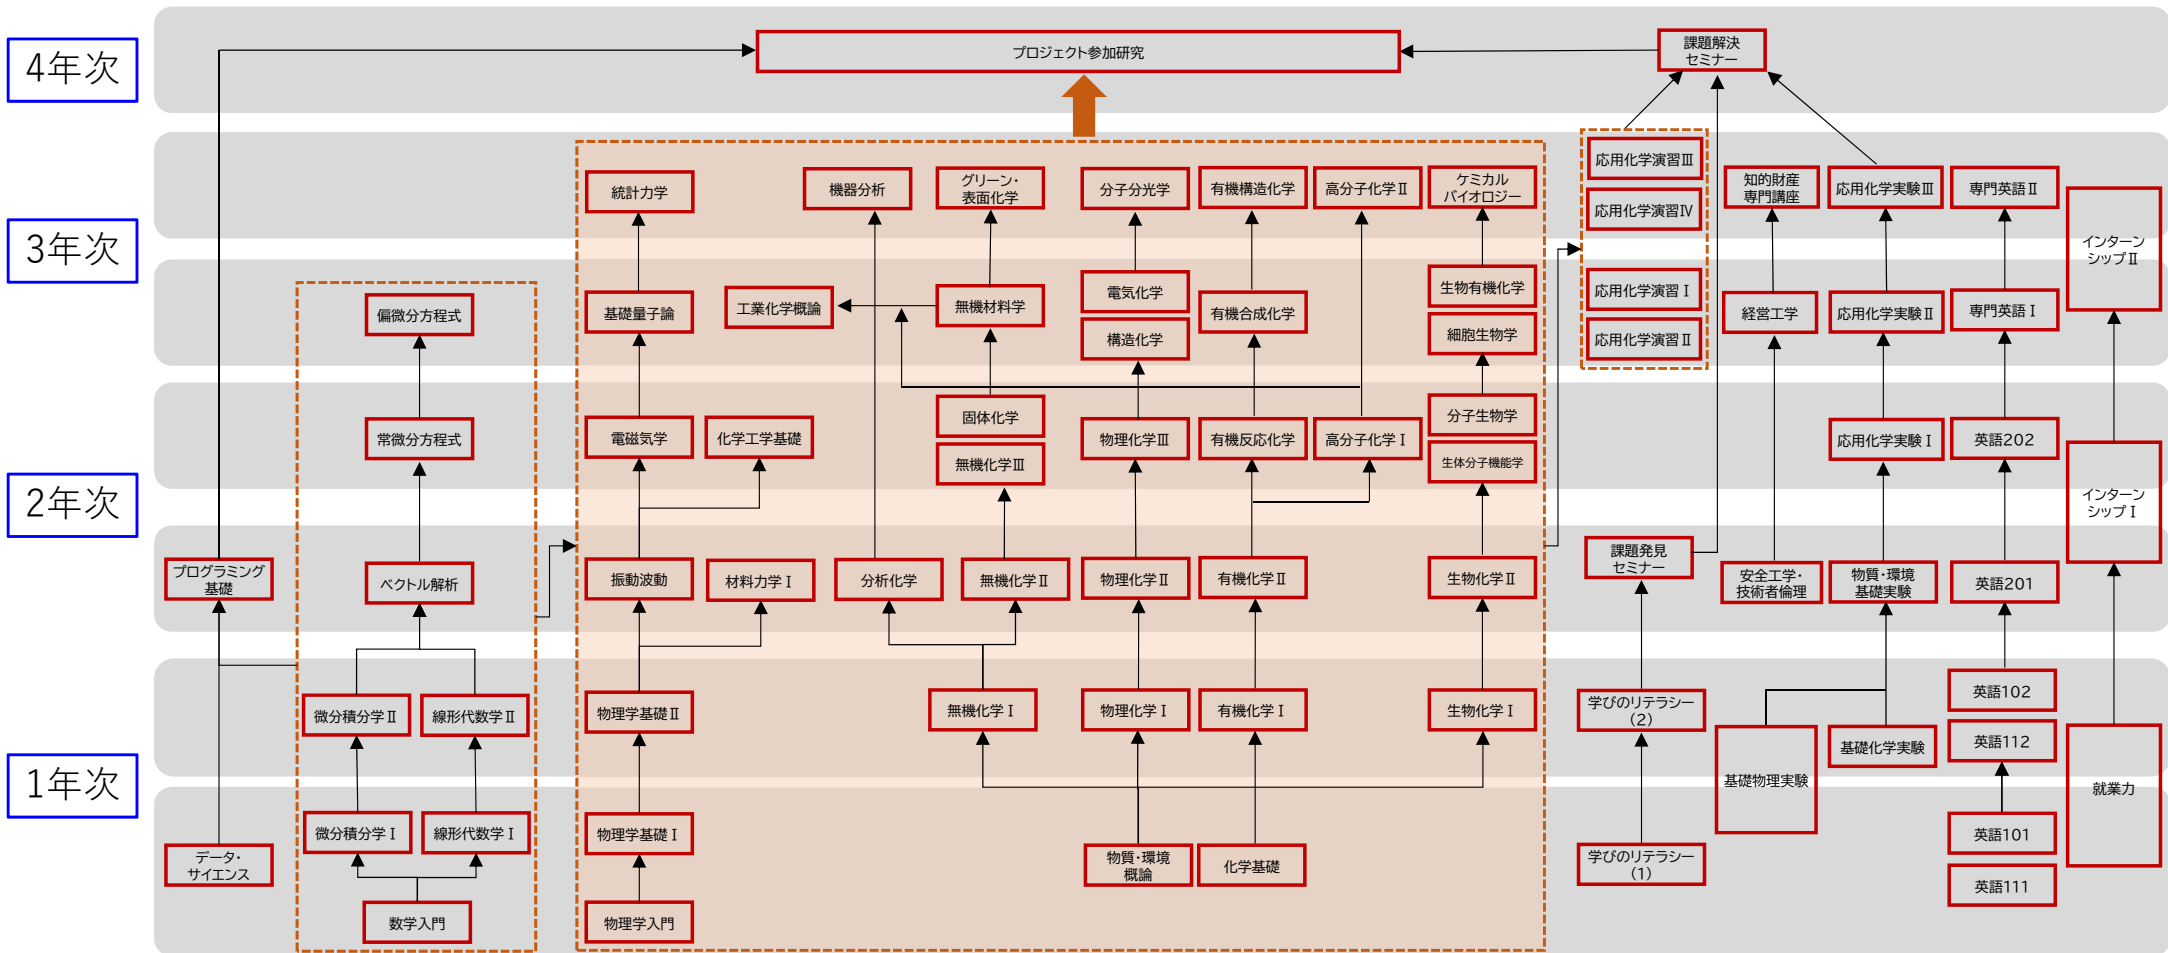 4年次
プロジェクト参加研究
課題解決
セミナー
3年次
統計力学
機器分析
グリーン・
表面化学
分子分光学
有機構造化学
高分子化学Ⅱ
ケミカル
バイオロジー
応用化学演習Ⅲ
応用化学演習Ⅳ
知的財産
専門講座
応用化学実験Ⅲ
専門英語Ⅱ
インターン
シップⅡ
偏微分方程式
基礎量子論
工業化学概論
無機材料学
電気化学
構造化学
有機合成化学
生物有機化学
細胞生物学
応用化学演習Ⅰ
応用化学演習Ⅱ
経営工学
応用化学実験Ⅱ
専門英語Ⅰ
2年次
常微分方程式
電磁気学
化学工学基礎
固体化学
無機化学Ⅲ
物理化学Ⅲ
有機反応化学
高分子化学Ⅰ
分子生物学
生体分子機能学
応用化学実験Ⅰ
英語202
インターン
シップⅠ
プログラミング
基礎
ベクトル解析
振動波動
材料力学Ⅰ
分析化学
無機化学Ⅱ
物理化学Ⅱ
有機化学Ⅱ
生物化学Ⅱ
課題発見
セミナー
安全工学・
技術者倫理
物質・環境
基礎実験
英語201
1年次
微分積分学Ⅱ
線形代数学Ⅱ
物理学基礎Ⅱ
無機化学Ⅰ
物理化学Ⅰ
有機化学Ⅰ
生物化学Ⅰ
学びのリテラシー
(2)
基礎物理実験
基礎化学実験
英語102
英語112
就業力
データ・
サイエンス
微分積分学Ⅰ
線形代数学Ⅰ
物理学基礎Ⅰ
物質・環境
概論
化学基礎
学びのリテラシー
(1)
英語101
英語111
数学入門
物理学入門